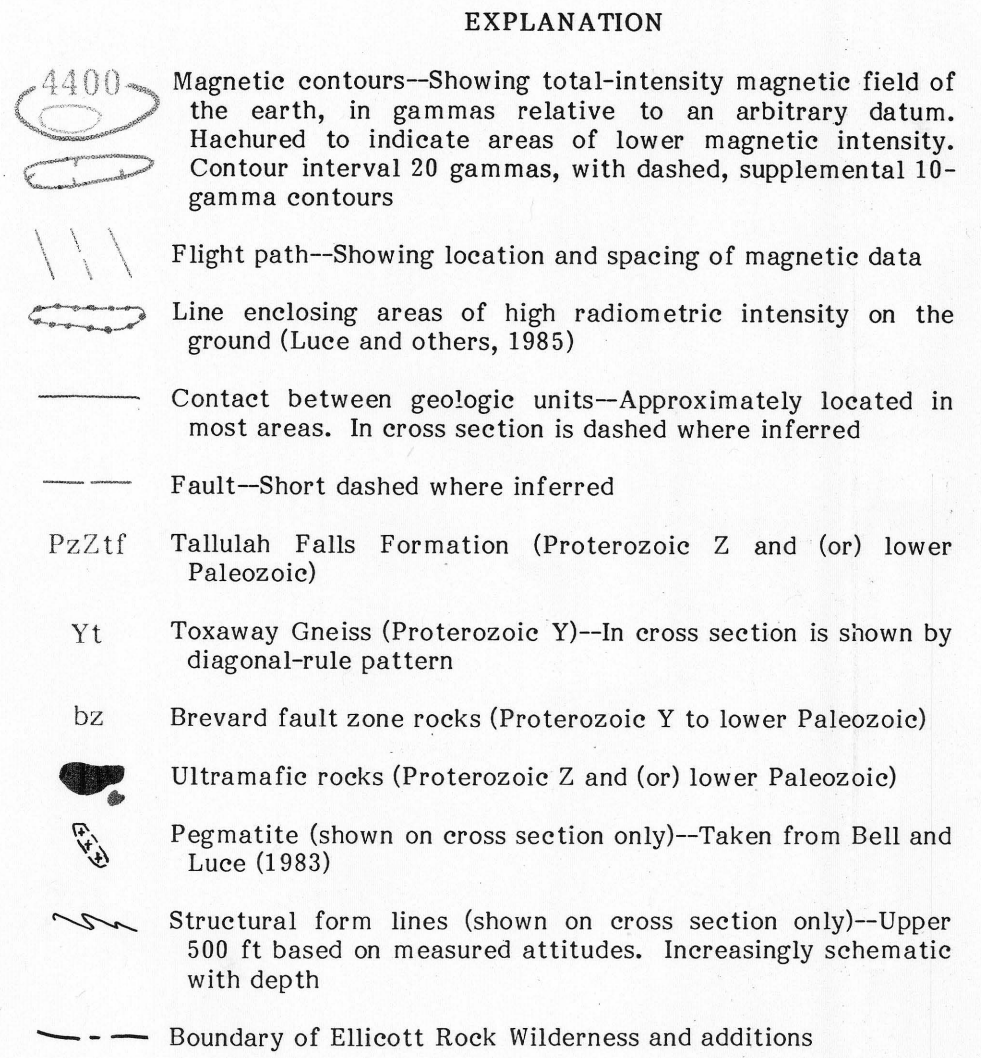 EXPLANATION
4400 Magnetic contours--Showing total-intensity magnetic field of
the earth, in gammas relative to an arbitrary datum.
Hachured to indicate areas of lower magnetic intensity.
Contour interval 20 gammas, with dashed, supplemental 10-
gamma contours
Flight path--Showing location and spacing of magnetic data
Line enclosing areas of high radiometric intensity on the
ground (Luce and others, 1985)
Contact between geologic units--Approximately located in
most areas. In cross section is dashed where inferred
Fault--Short dashed where inferred
PzZtf Tallulah Falls Formation (Proterozoic Z and (or) lower
Paleozoic)
Yt Toxaway Gneiss (Proterozoic Y)--In cross section is shown by
diagonal-rule pattern
bz Brevard fault zone rocks (Proterozoic Y to lower Paleozoic)
Ultramafic rocks (Proterozoic Z and (or) lower Paleozoic)
Pegmatite (shown on cross section only)--Taken from Bell and
Luce (1983)
Structural form lines (shown on cross section only)--Upper
500 ft based on measured attitudes. Increasingly schematic
with depth
Boundary of Ellicott Rock Wilderness and additions